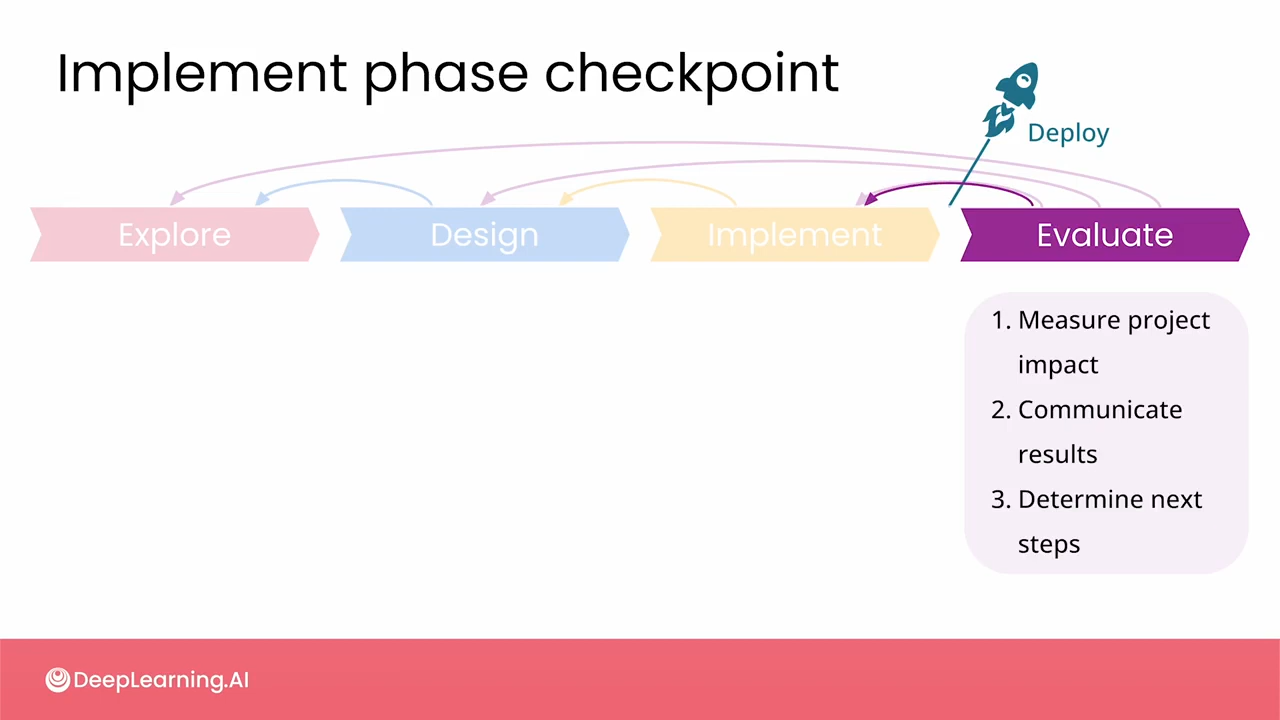 Implement phase checkpoint
Deploy
Explore
Design
Implement
Evaluate
1. Measure project
impact
2. Communicate
results
3. Determine next
steps
DeepLearning.AI